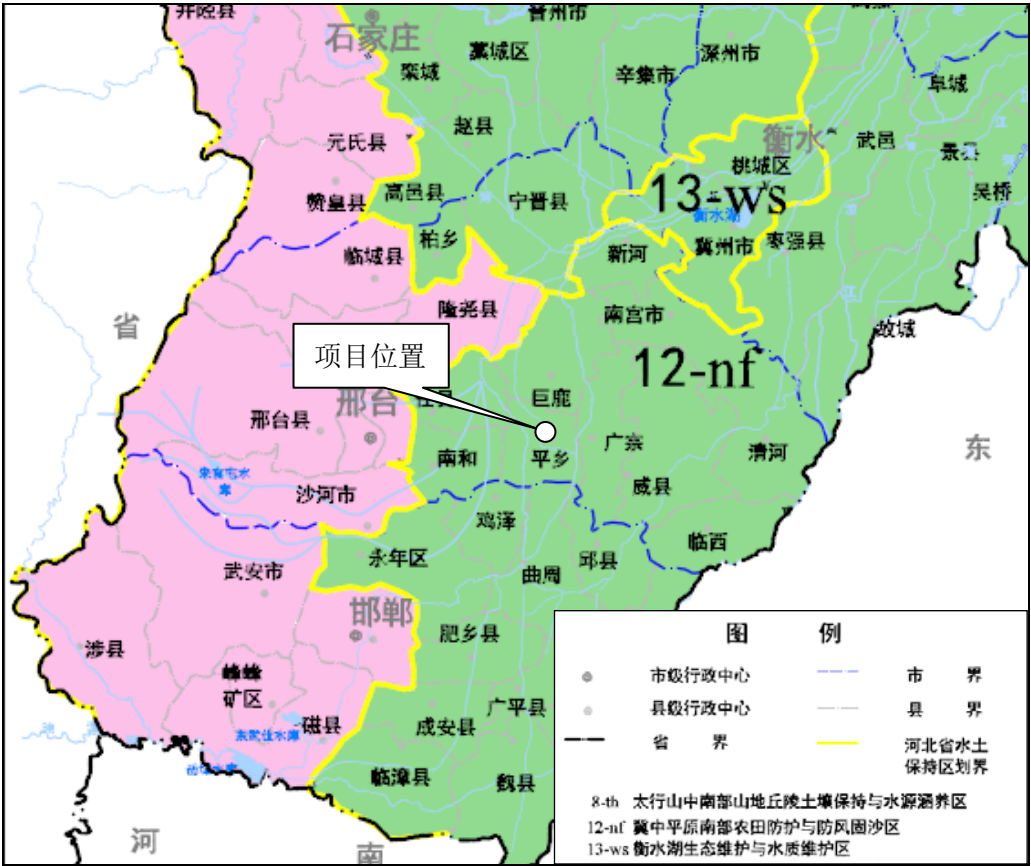 井陉县
石家庄
晋州市
藁城区
栾城
辛集市
深州市
阜城
赵县
元氏县
衡水
武邑
景县
桃城区
吴桥
赞皇县
高邑县
宁晋县
13-ws
衡水湖
柏乡
冀州市
枣强县
临城县
新河
隆尧县
南宫市
故城
省
项目位置
12-nf
邢台
巨鹿
邢台县
广宗
清河
东
南和
平乡
沙河市
威县
鸡泽
临西
永年区
邱县
曲周
武安市
邯郸
肥乡县
涉县
峰峰
矿区
广平县
成安县
磁县
临漳县
魏县
河
南
图 例
市级行政中心
市 界
县级行政中心
县 界
省 界
河北省水土
保持区划界
8-th 太行山中南部山地丘陵土壤保持与水源涵养区
12-nf 冀中平原南部农田防护与防风固沙区
13-ws 衡水湖生态维护与水质维护区